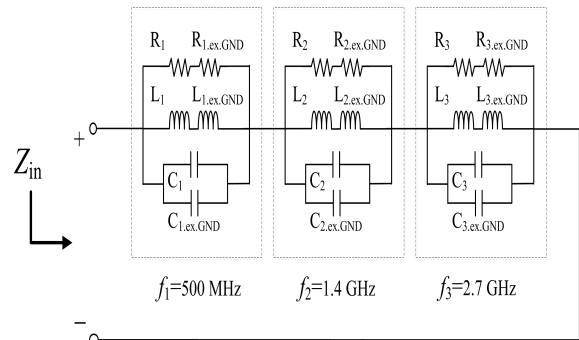 R1 R1.ex.GND R2 R2.ex.GND R3 R3.ex.GND
L1 L1.ex.GND L2 L2.ex.GND L3 L3.ex.GND
+
Zin
C1 C2 C3
C1.ex.GND C2.ex.GND C3.ex.GND
f1=500 MHz f2=1.4 GHz f3=2.7 GHz
−